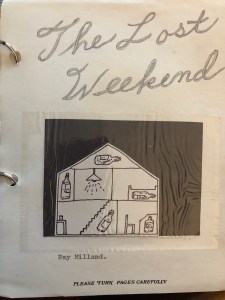 The Lost
Weekend
Ray Milland.
PLEASE TURN PAGES CAREFULLY